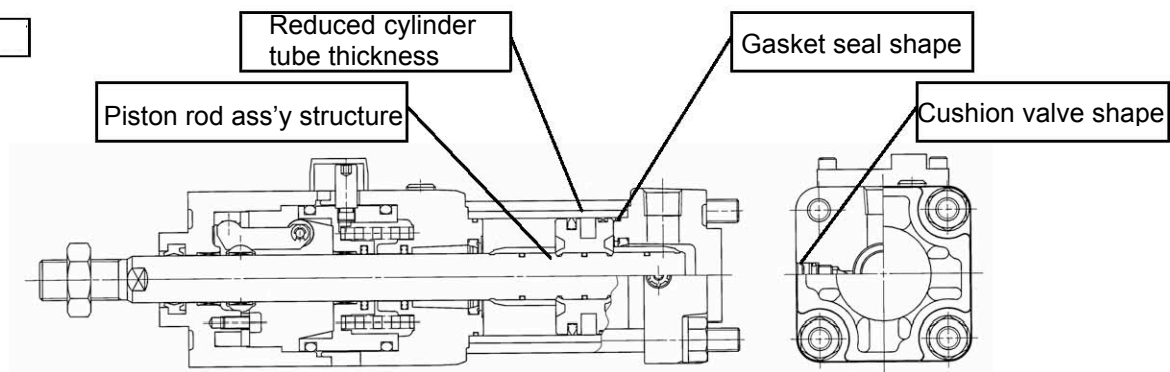 Reduced cylinder
tube thickness
Gasket seal shape
Piston rod ass'y structure
Cushion valve shape